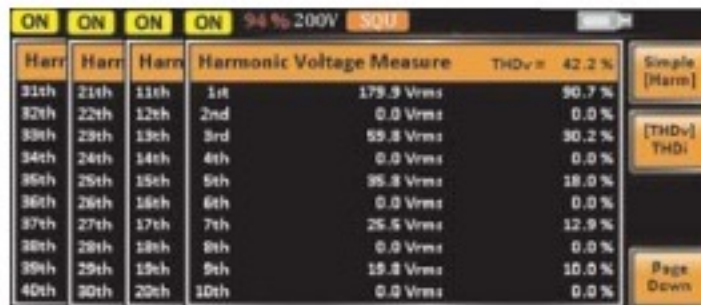 ON ON ON ON 94 % 200V SQU
Harr Harr Harn Harmonic Voltage Measure THDv= 42.2 %
31th 21th 11th 1st 179.9 Vrms 90.7 %
32th 22th 12th 2nd 0.0 Vrms 0.0 %
33th 23th 13th 3rd 59.8 Vrms 30.2 %
34th 24th 14th 4th 0.0 Vrms 0.0 %
35th 25th 15th 5th 35.8 Vrms 18.0 %
36th 26th 16th 6th 0.0 Vrms 0.0 %
37th 27th 17th 7th 25.5 Vrms 12.9 %
38th 28th 18th 8th 0.0 Vrms 0.0 %
39th 29th 19th 9th 19.8 Vrms 10.0 %
40th 30th 20th 10th 0.0 Vrms 0.0 %
Simple
[Harm]
[THDv]
THDi
Page
Down